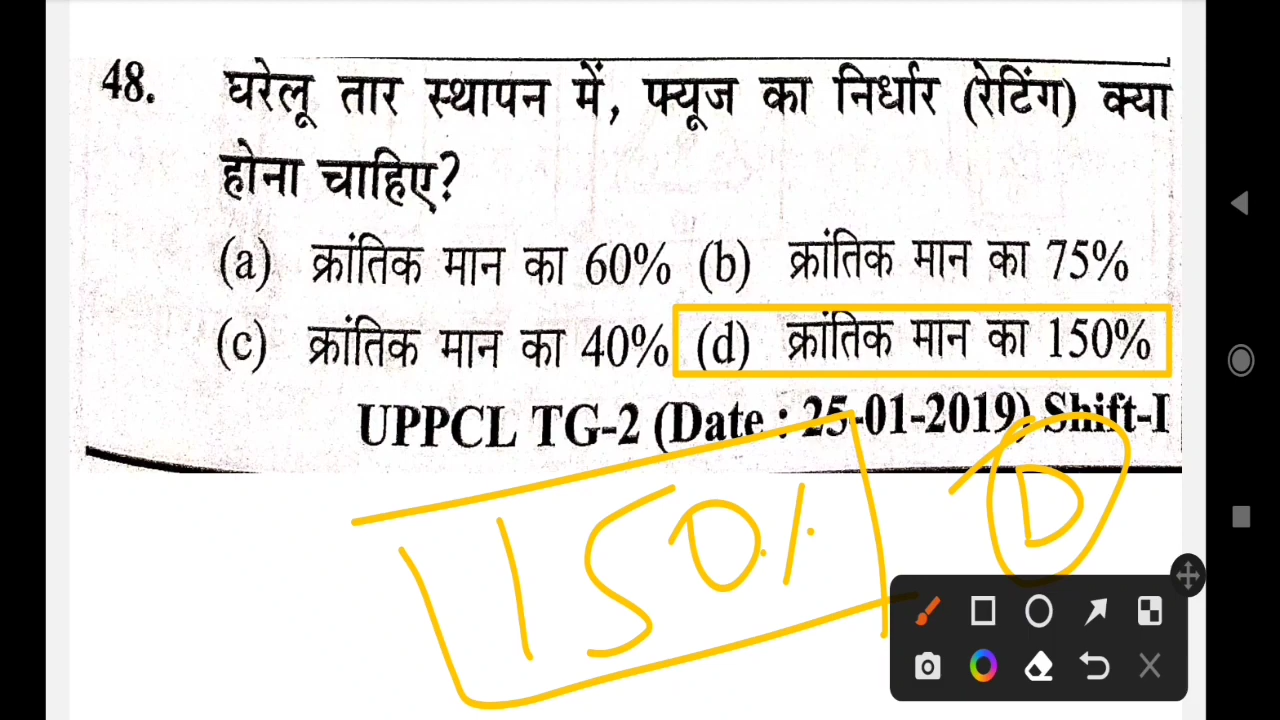 48. घरेलू तार स्थापन में, फ्यूज का निर्धार (रेटिंग) क्या
होना चाहिए?
(a) क्रांतिक मान का 60% (b) क्रांतिक मान का 75%
(c) क्रांतिक मान का 40% (d) क्रांतिक मान का 150%
UPPCL TG-2 (Date : 25-01-2019) Shift-I
150% D